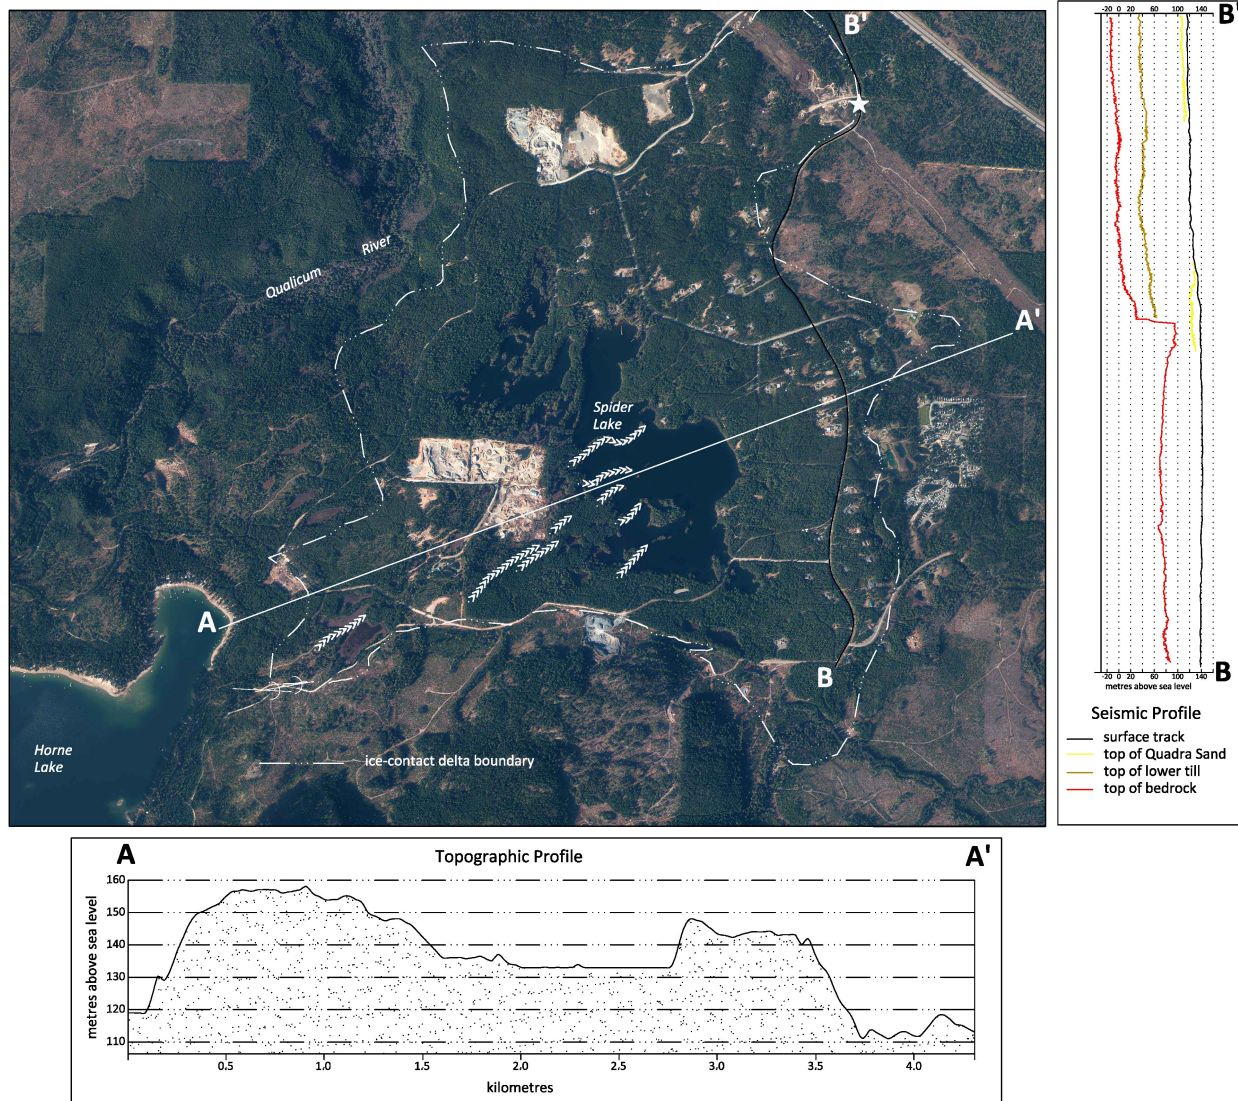 B'
Qualicum River
A'
Spider
Lake
A
B
Horne
Lake
ice-contact delta boundary
B'
-20 0 20 60 100 140
-20 0 20 60 100 140
B
metres above sea level
Seismic Profile
surface track
top of Quadra Sand
top of lower till
top of bedrock
A
Topographic Profile
A'
160
150
140
130
120
110
metres above sea level
0.5 1.0 1.5 2.0 2.5 3.0 3.5 4.0
kilometres